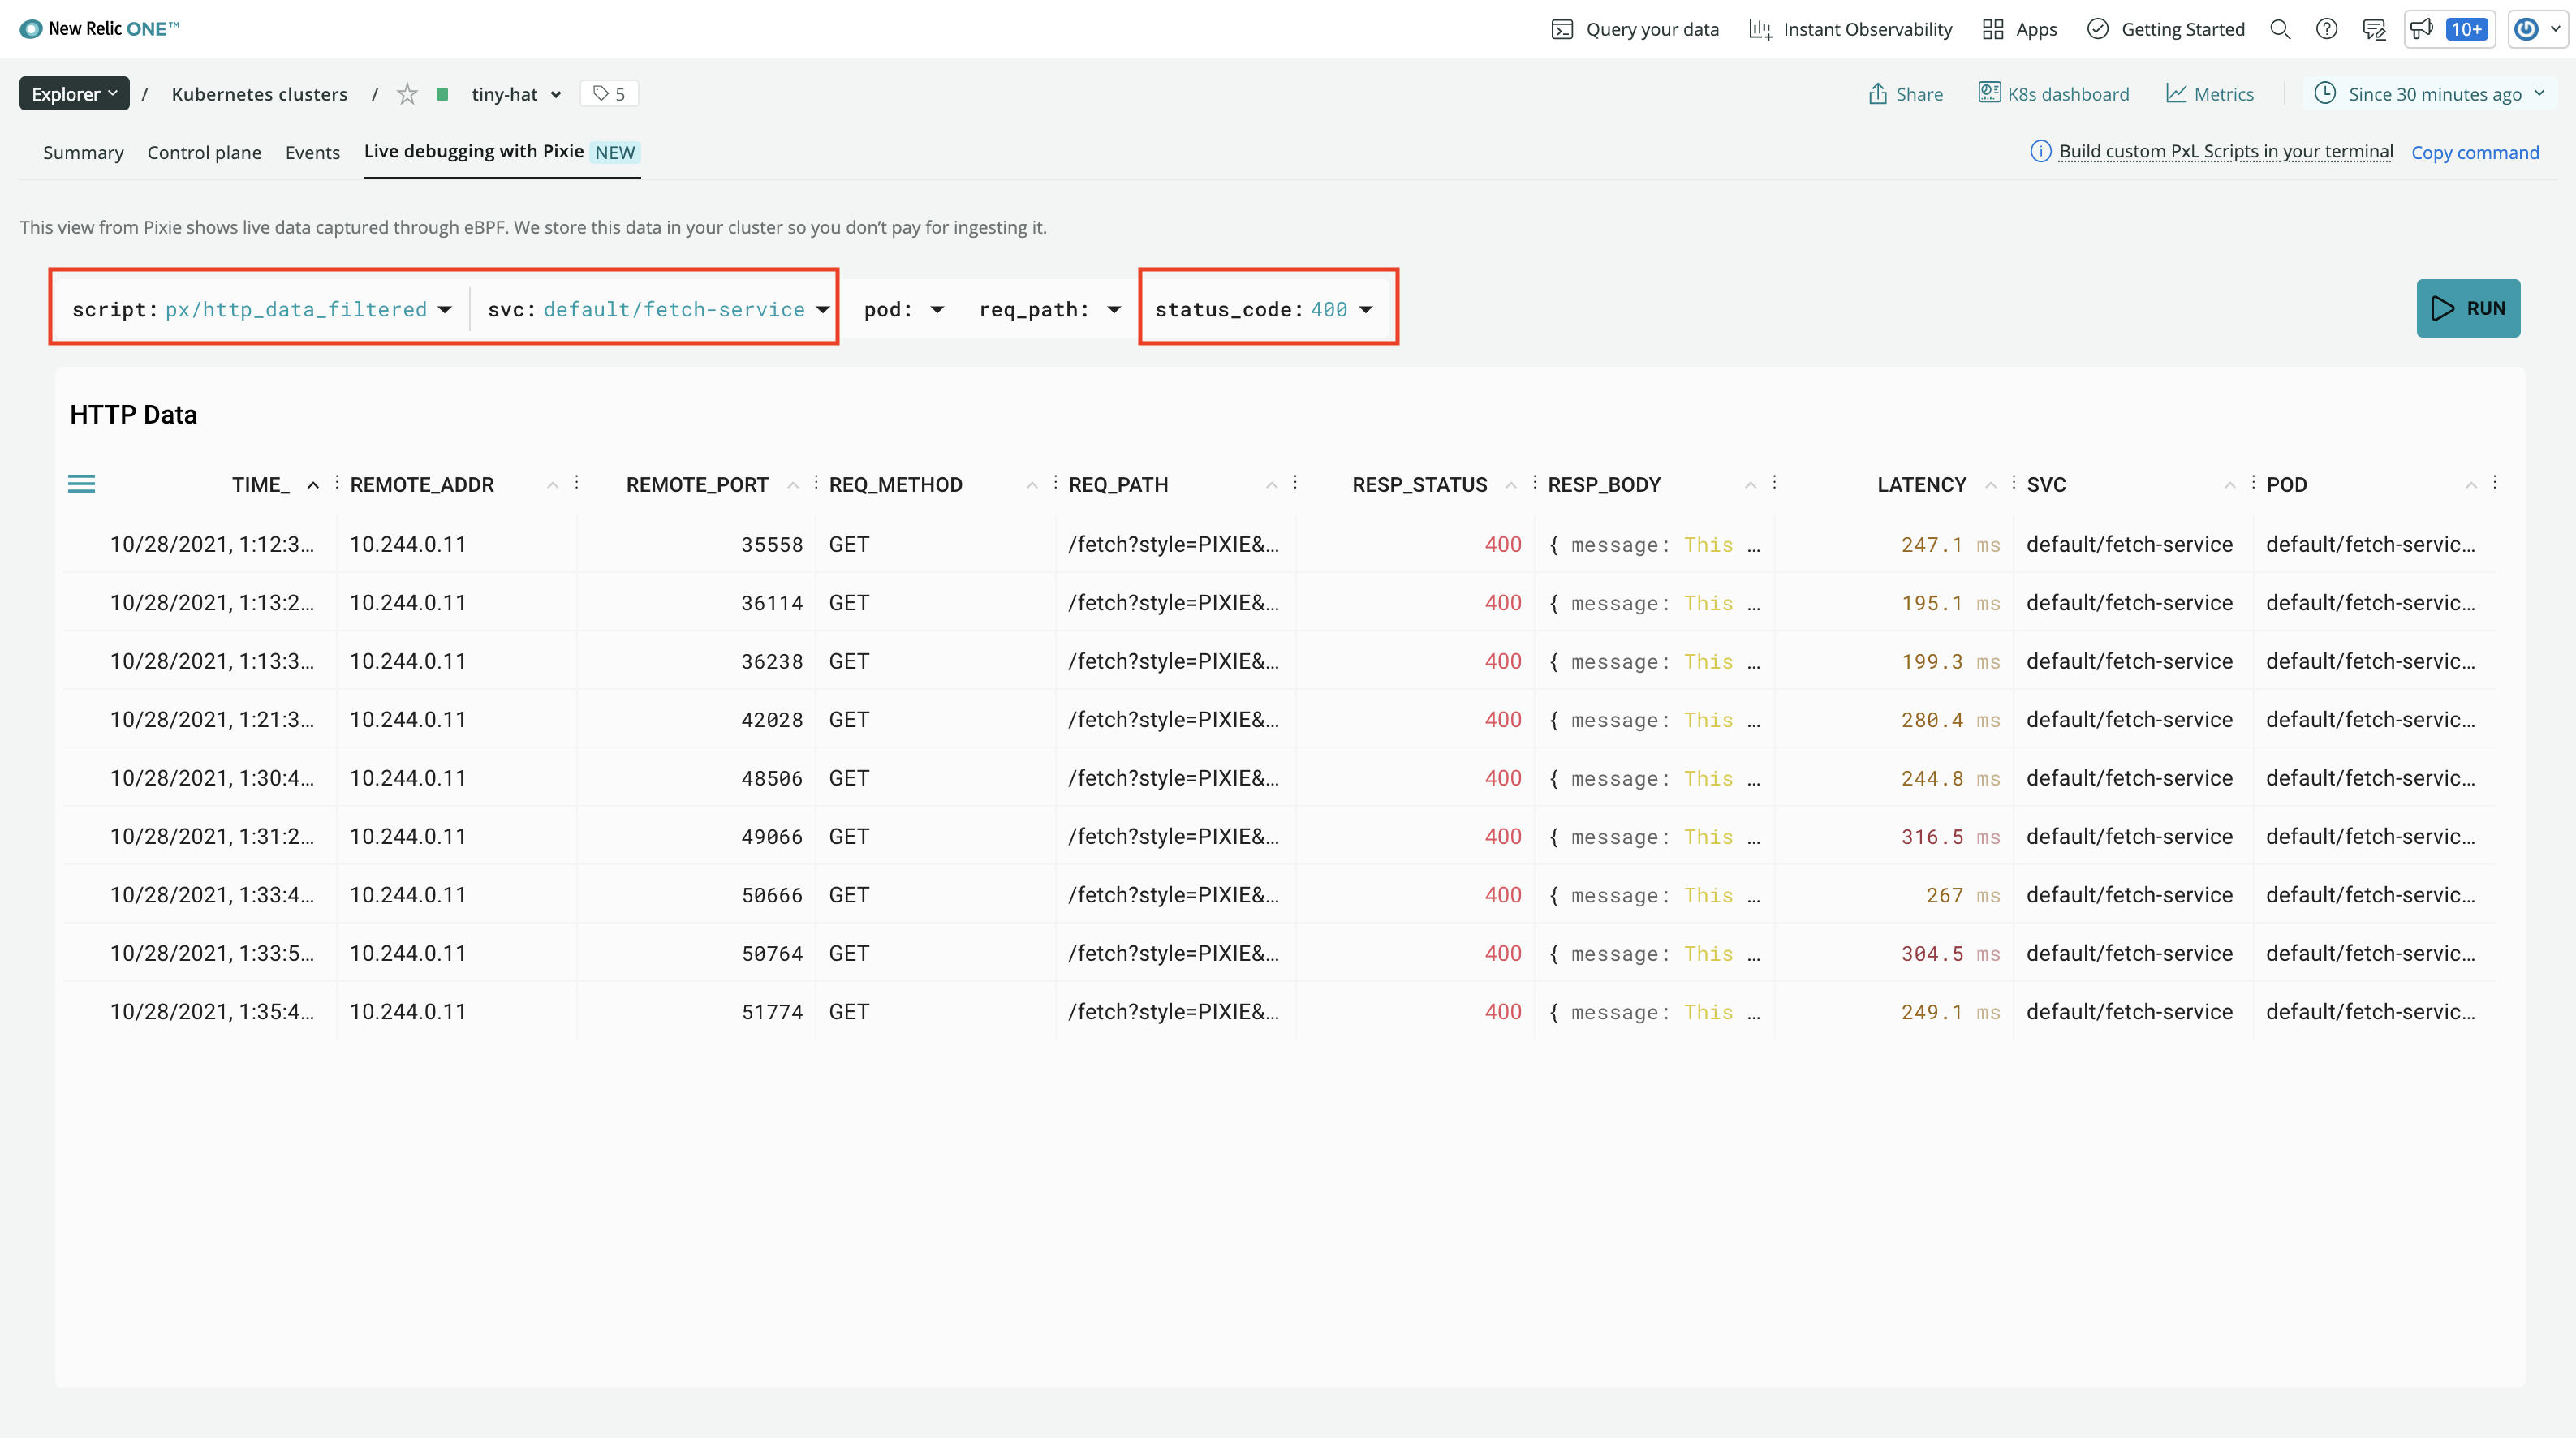 New Relic ONE™ Query your data Instant Observability Apps Getting Started 10+
Explorer / Kubernetes clusters / tiny-hat 5 Share K8s dashboard Metrics Since 30 minutes ago
Summary Control plane Events Live debugging with Pixie NEW Build custom PxL Scripts in your terminal Copy command
This view from Pixie shows live data captured through eBPF. We store this data in your cluster so you don't pay for ingesting it.
script: px/http_data_filtered svc: default/fetch-service pod: req_path: status_code: 400 RUN
HTTP Data
TIME_ REMOTE_ADDR REMOTE_PORT REQ_METHOD REQ_PATH RESP_STATUS RESP_BODY LATENCY SVC POD
10/28/2021, 1:12:3... 10.244.0.11 35558 GET /fetch?style=PIXIE&... 400 { message: This ... 247.1 ms default/fetch-service default/fetch-servic...
10/28/2021, 1:13:2... 10.244.0.11 36114 GET /fetch?style=PIXIE&... 400 { message: This ... 195.1 ms default/fetch-service default/fetch-servic...
10/28/2021, 1:13:3... 10.244.0.11 36238 GET /fetch?style=PIXIE&... 400 { message: This ... 199.3 ms default/fetch-service default/fetch-servic...
10/28/2021, 1:21:3... 10.244.0.11 42028 GET /fetch?style=PIXIE&... 400 { message: This ... 280.4 ms default/fetch-service default/fetch-servic...
10/28/2021, 1:30:4... 10.244.0.11 48506 GET /fetch?style=PIXIE&... 400 { message: This ... 244.8 ms default/fetch-service default/fetch-servic...
10/28/2021, 1:31:2... 10.244.0.11 49066 GET /fetch?style=PIXIE&... 400 { message: This ... 316.5 ms default/fetch-service default/fetch-servic...
10/28/2021, 1:33:4... 10.244.0.11 50666 GET /fetch?style=PIXIE&... 400 { message: This ... 267 ms default/fetch-service default/fetch-servic...
10/28/2021, 1:33:5... 10.244.0.11 50764 GET /fetch?style=PIXIE&... 400 { message: This ... 304.5 ms default/fetch-service default/fetch-servic...
10/28/2021, 1:35:4... 10.244.0.11 51774 GET /fetch?style=PIXIE&... 400 { message: This ... 249.1 ms default/fetch-service default/fetch-servic...